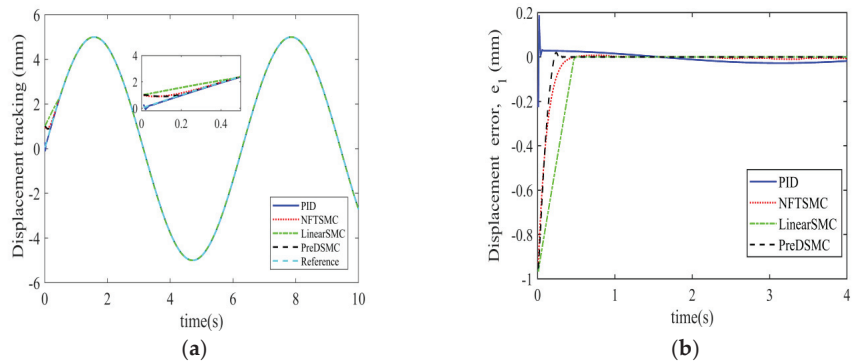 6
4
2
0
-2
-4
-6
Displacement tracking (mm)
4
2
0
0
0.2
0.4
PID
NFTSMC
LinearSMC
PreDSMC
Reference
0 2 4 6 8 10
time(s)
(a)
0.2
0
-0.2
-0.4
-0.6
-0.8
-1
Displacement error, e1 (mm)
PID
NFTSMC
LinearSMC
PreDSMC
0 1 2 3 4
time(s)
(b)